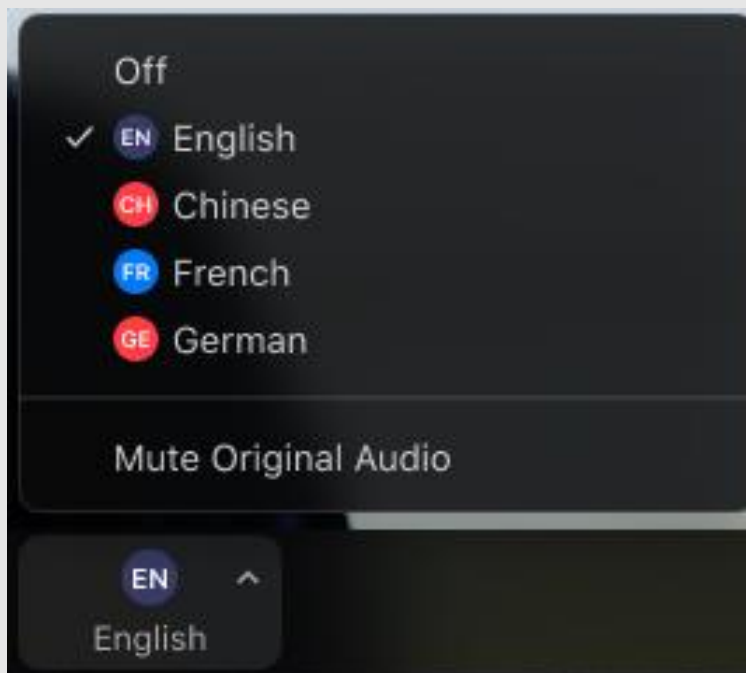 Off
EN English
CH Chinese
FR French
GE German
Mute Original Audio
EN
English